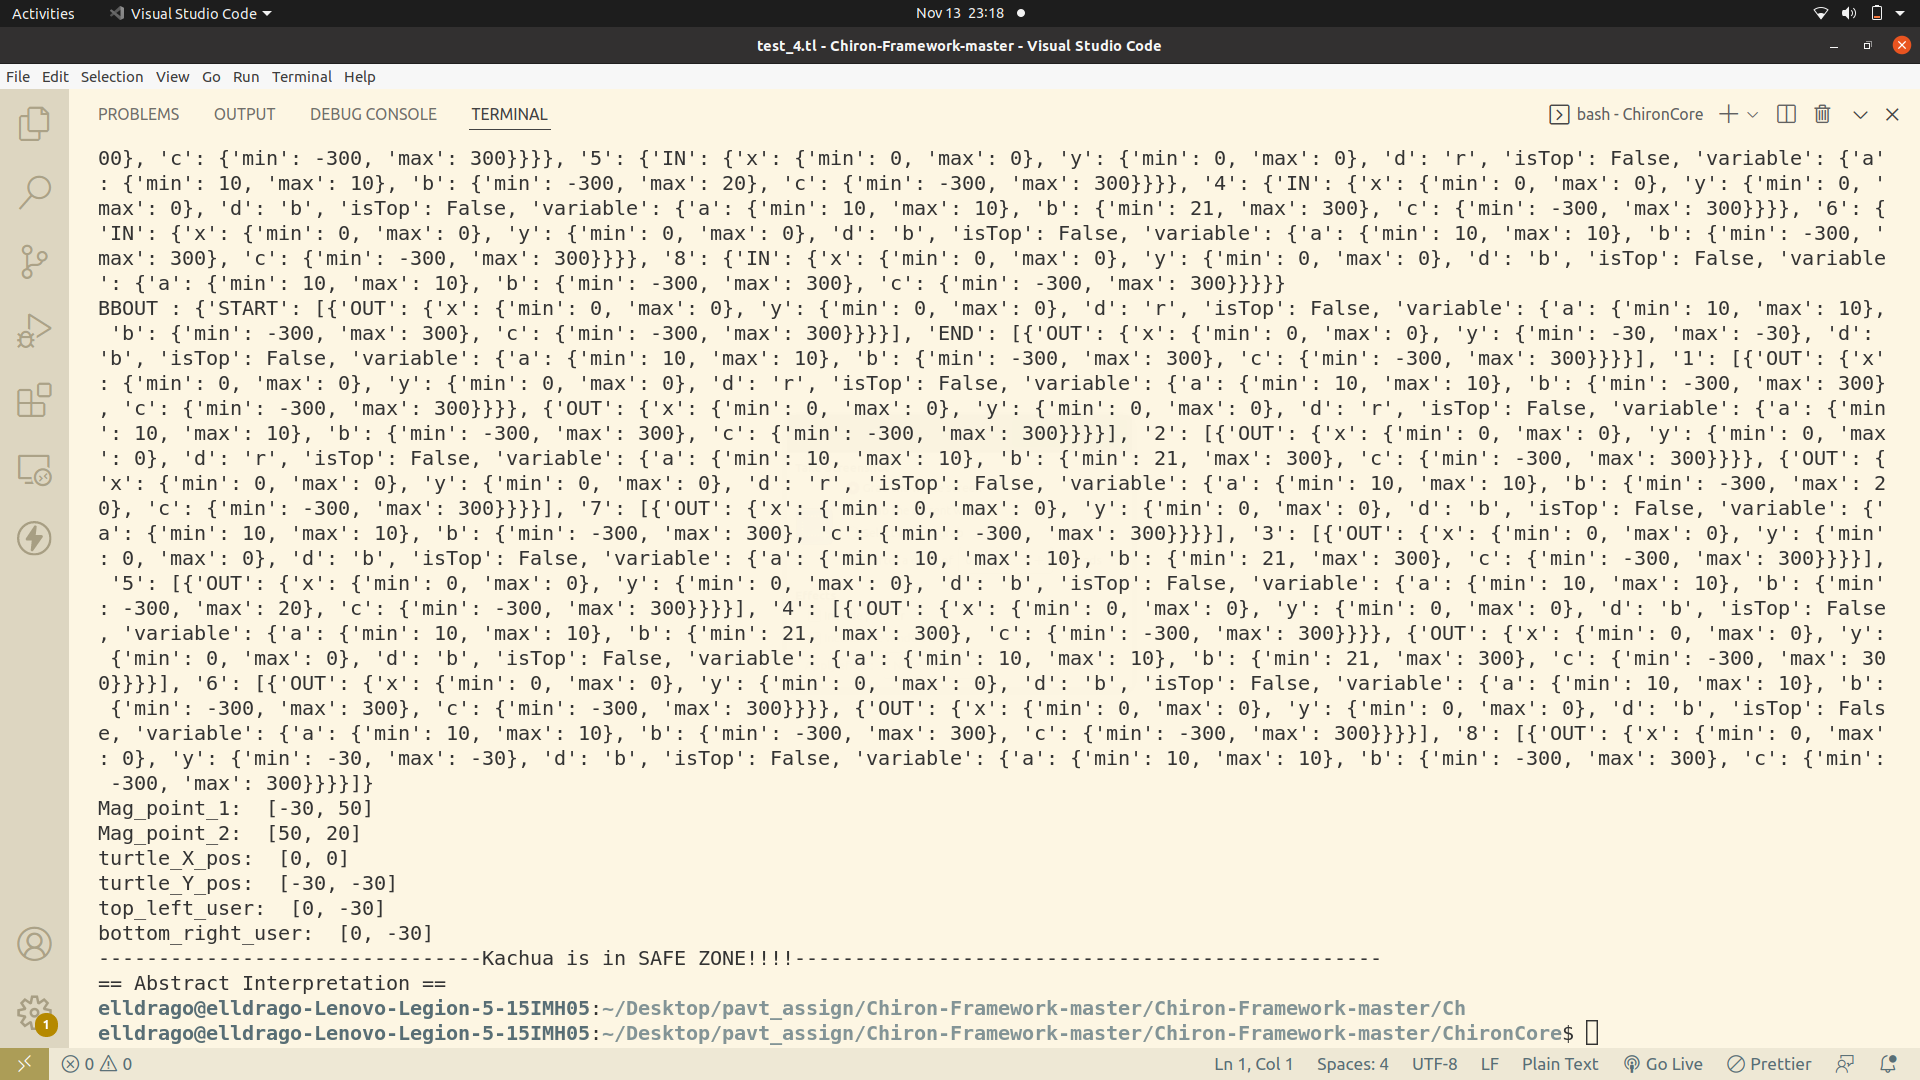 Activities
Visual Studio Code
Nov 13 23:18
test_4.tl - Chiron-Framework-master - Visual Studio Code
File Edit Selection View Go Run Terminal Help
PROBLEMS OUTPUT DEBUG CONSOLE TERMINAL
bash - ChironCore
00}, 'c': {'min': -300, 'max': 300}}}}, '5': {'IN': {'x': {'min': 0, 'max': 0}, 'y': {'min': 0, 'max': 0}, 'd': 'r', 'isTop': False, 'variable': {'a'
: {'min': 10, 'max': 10}, 'b': {'min': -300, 'max': 20}, 'c': {'min': -300, 'max': 300}}}}, '4': {'IN': {'x': {'min': 0, 'max': 0}, 'y': {'min': 0, '
max': 0}, 'd': 'b', 'isTop': False, 'variable': {'a': {'min': 10, 'max': 10}, 'b': {'min': 21, 'max': 300}, 'c': {'min': -300, 'max': 300}}}}, '6': {
'IN': {'x': {'min': 0, 'max': 0}, 'y': {'min': 0, 'max': 0}, 'd': 'b', 'isTop': False, 'variable': {'a': {'min': 10, 'max': 10}, 'b': {'min': -300, '
max': 300}, 'c': {'min': -300, 'max': 300}}}}, '8': {'IN': {'x': {'min': 0, 'max': 0}, 'y': {'min': 0, 'max': 0}, 'd': 'b', 'isTop': False, 'variable
': {'a': {'min': 10, 'max': 10}, 'b': {'min': -300, 'max': 300}, 'c': {'min': -300, 'max': 300}}}}}
BBOUT : {'START': [{'OUT': {'x': {'min': 0, 'max': 0}, 'y': {'min': 0, 'max': 0}, 'd': 'r', 'isTop': False, 'variable': {'a': {'min': 10, 'max': 10},
'b': {'min': -300, 'max': 300}, 'c': {'min': -300, 'max': 300}}}}], 'END': [{'OUT': {'x': {'min': 0, 'max': 0}, 'y': {'min': -30, 'max': -30}, 'd':
'b', 'isTop': False, 'variable': {'a': {'min': 10, 'max': 10}, 'b': {'min': -300, 'max': 300}, 'c': {'min': -300, 'max': 300}}}}], '1': [{'OUT': {'x'
: {'min': 0, 'max': 0}, 'y': {'min': 0, 'max': 0}, 'd': 'r', 'isTop': False, 'variable': {'a': {'min': 10, 'max': 10}, 'b': {'min': -300, 'max': 300}
, 'c': {'min': -300, 'max': 300}}}}, {'OUT': {'x': {'min': 0, 'max': 0}, 'y': {'min': 0, 'max': 0}, 'd': 'r', 'isTop': False, 'variable': {'a': {'min
': 10, 'max': 10}, 'b': {'min': -300, 'max': 300}, 'c': {'min': -300, 'max': 300}}}}], '2': [{'OUT': {'x': {'min': 0, 'max': 0}, 'y': {'min': 0, 'max
': 0}, 'd': 'r', 'isTop': False, 'variable': {'a': {'min': 10, 'max': 10}, 'b': {'min': 21, 'max': 300}, 'c': {'min': -300, 'max': 300}}}}, {'OUT': {
'x': {'min': 0, 'max': 0}, 'y': {'min': 0, 'max': 0}, 'd': 'r', 'isTop': False, 'variable': {'a': {'min': 10, 'max': 10}, 'b': {'min': -300, 'max': 2
0}, 'c': {'min': -300, 'max': 300}}}}], '7': [{'OUT': {'x': {'min': 0, 'max': 0}, 'y': {'min': 0, 'max': 0}, 'd': 'b', 'isTop': False, 'variable': {'
a': {'min': 10, 'max': 10}, 'b': {'min': -300, 'max': 300}, 'c': {'min': -300, 'max': 300}}}}], '3': [{'OUT': {'x': {'min': 0, 'max': 0}, 'y': {'min'
: 0, 'max': 0}, 'd': 'b', 'isTop': False, 'variable': {'a': {'min': 10, 'max': 10}, 'b': {'min': 21, 'max': 300}, 'c': {'min': -300, 'max': 300}}}}],
'5': [{'OUT': {'x': {'min': 0, 'max': 0}, 'y': {'min': 0, 'max': 0}, 'd': 'b', 'isTop': False, 'variable': {'a': {'min': 10, 'max': 10}, 'b': {'min'
: -300, 'max': 20}, 'c': {'min': -300, 'max': 300}}}}], '4': [{'OUT': {'x': {'min': 0, 'max': 0}, 'y': {'min': 0, 'max': 0}, 'd': 'b', 'isTop': False
, 'variable': {'a': {'min': 10, 'max': 10}, 'b': {'min': 21, 'max': 300}, 'c': {'min': -300, 'max': 300}}}}, {'OUT': {'x': {'min': 0, 'max': 0}, 'y':
{'min': 0, 'max': 0}, 'd': 'b', 'isTop': False, 'variable': {'a': {'min': 10, 'max': 10}, 'b': {'min': 21, 'max': 300}, 'c': {'min': -300, 'max': 30
0}}}}], '6': [{'OUT': {'x': {'min': 0, 'max': 0}, 'y': {'min': 0, 'max': 0}, 'd': 'b', 'isTop': False, 'variable': {'a': {'min': 10, 'max': 10}, 'b':
{'min': -300, 'max': 300}, 'c': {'min': -300, 'max': 300}}}}, {'OUT': {'x': {'min': 0, 'max': 0}, 'y': {'min': 0, 'max': 0}, 'd': 'b', 'isTop': Fals
e, 'variable': {'a': {'min': 10, 'max': 10}, 'b': {'min': -300, 'max': 300}, 'c': {'min': -300, 'max': 300}}}}], '8': [{'OUT': {'x': {'min': 0, 'max'
: 0}, 'y': {'min': -30, 'max': -30}, 'd': 'b', 'isTop': False, 'variable': {'a': {'min': 10, 'max': 10}, 'b': {'min': -300, 'max': 300}, 'c': {'min':
-300, 'max': 300}}}}]}
Mag_point_1:  [-30, 50]
Mag_point_2:  [50, 20]
turtle_X_pos:  [0, 0]
turtle_Y_pos:  [-30, -30]
top_left_user:  [0, -30]
bottom_right_user:  [0, -30]
--------------------------------Kachua is in SAFE ZONE!!!!-------------------------------------------------
== Abstract Interpretation ==
elldrago@elldrago-Lenovo-Legion-5-15IMH05:~/Desktop/pavt_assign/Chiron-Framework-master/Chiron-Framework-master/Ch
elldrago@elldrago-Lenovo-Legion-5-15IMH05:~/Desktop/pavt_assign/Chiron-Framework-master/Chiron-Framework-master/ChironCore$
1
0 0
Ln 1, Col 1 Spaces: 4 UTF-8 LF Plain Text Go Live Prettier